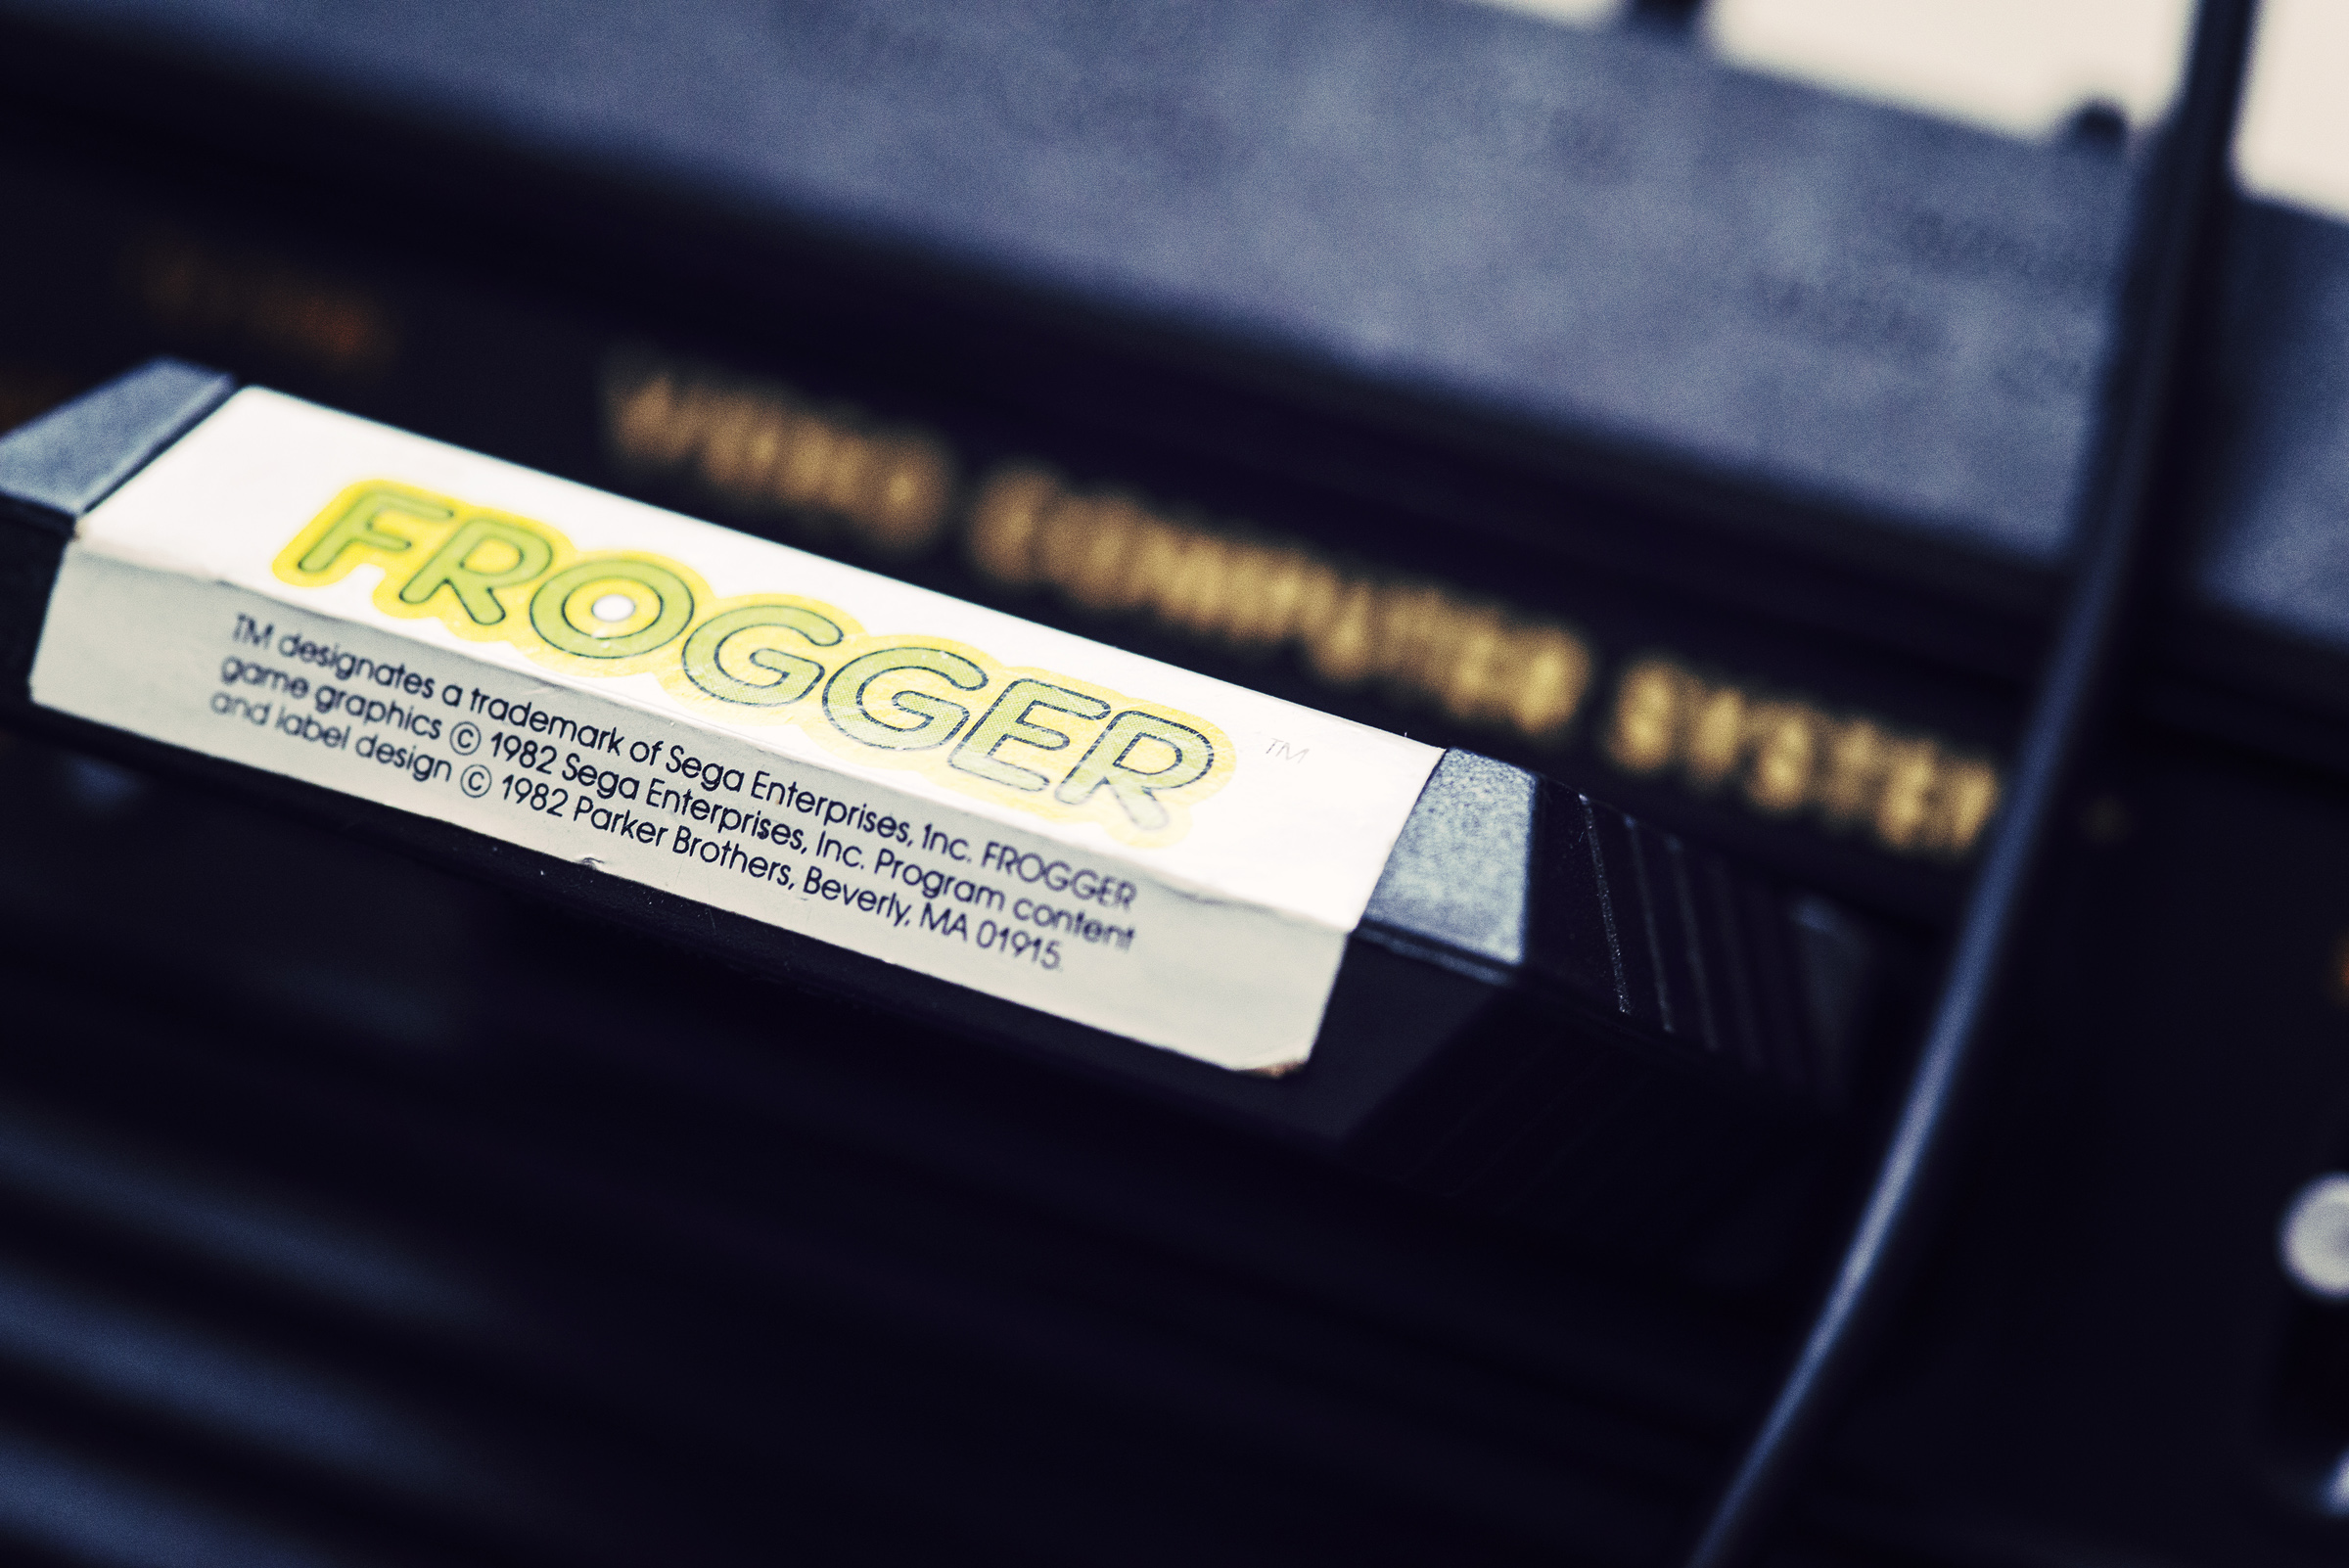 VIDEO COMPUTER SYSTEM
FROGGER ™
TM designates a trademark of Sega Enterprises, Inc. FROGGER
game graphics © 1982 Sega Enterprises, Inc. Program content
and label design © 1982 Parker Brothers, Beverly, MA 01915.